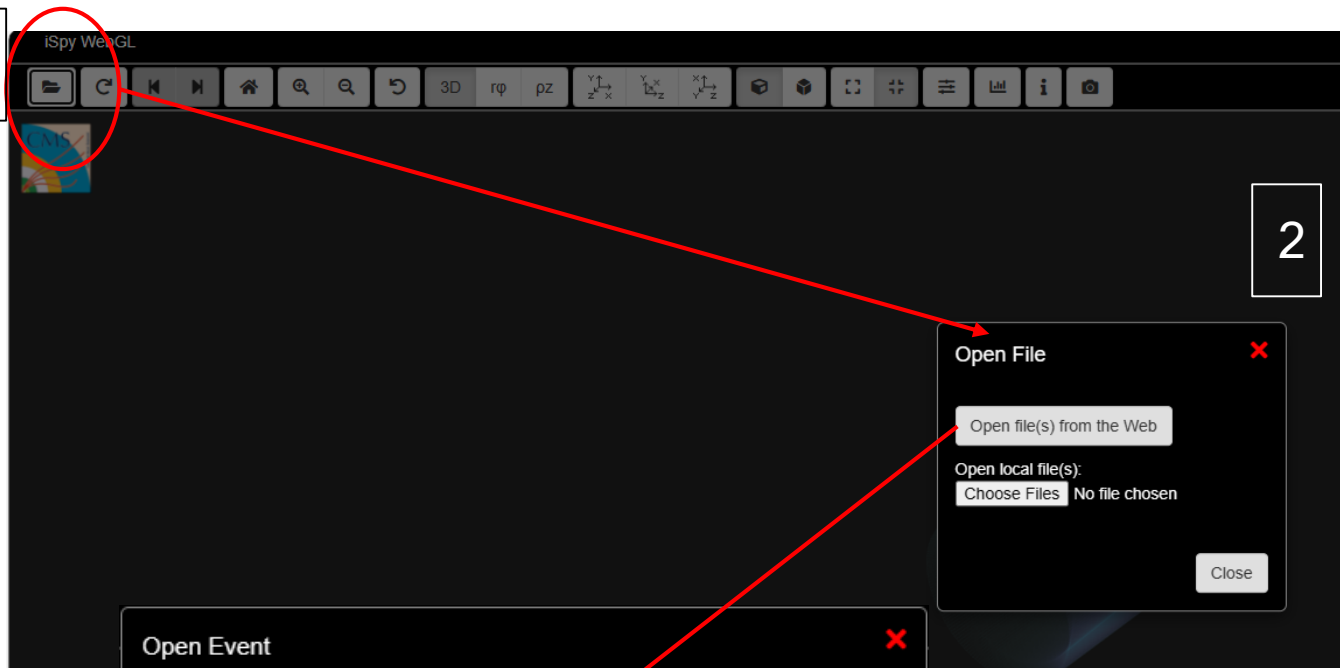 iSpy WebGL
3D rφ ρz
Y Z X Y X Z X Y Z
CMS
2
Open File
Open file(s) from the Web
Open local file(s):
Choose Files No file chosen
Close
Open Event